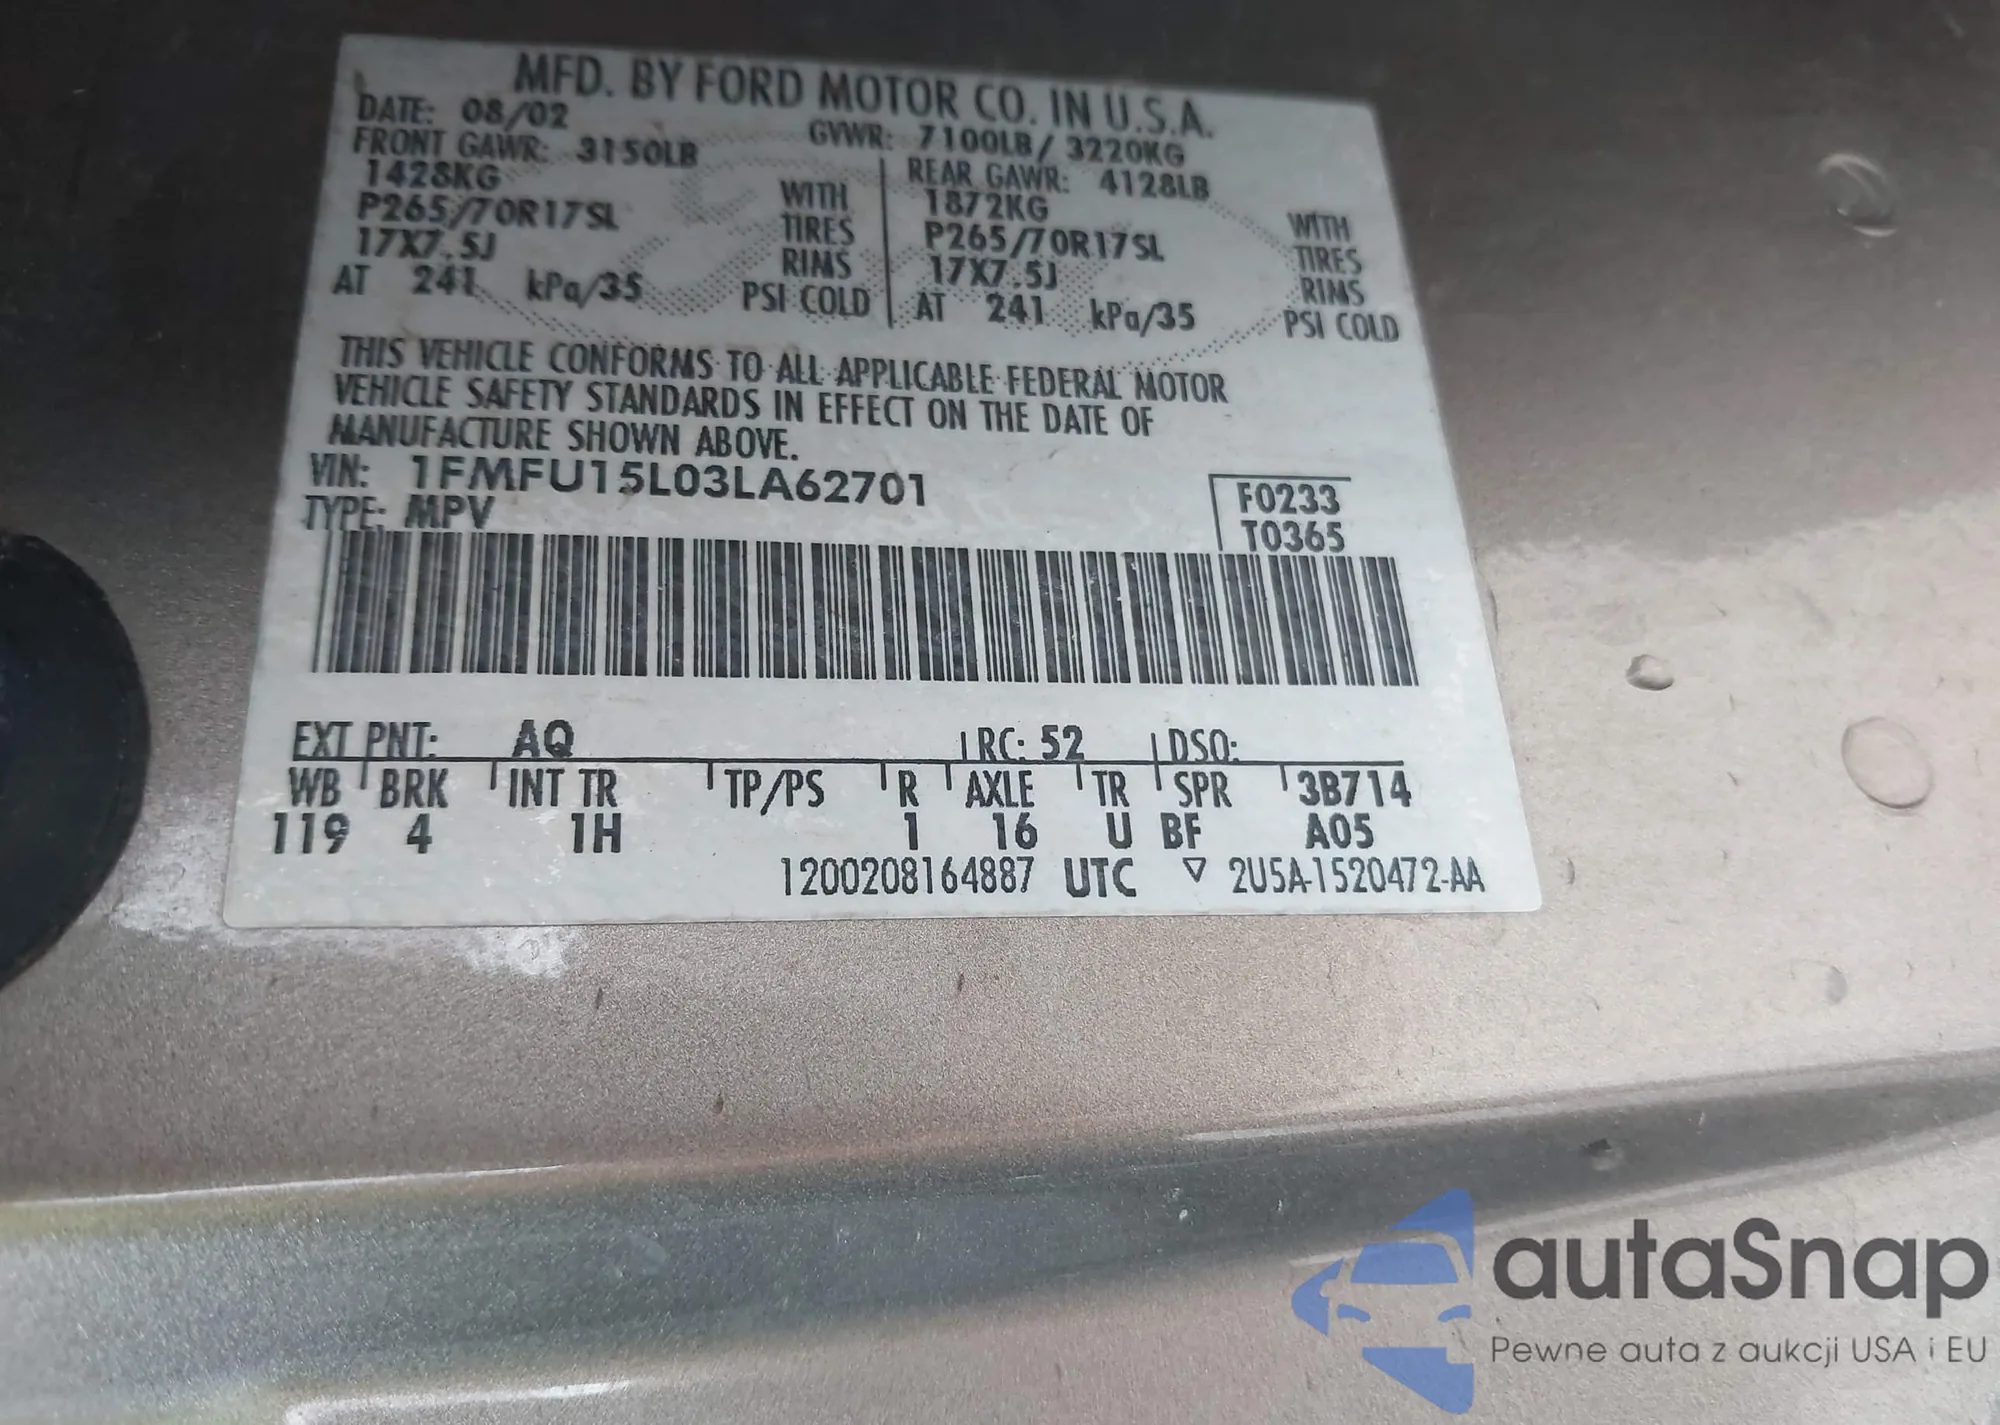 MFD. BY FORD MOTOR CO. IN U.S.A.
DATE: 08/02 GVWR: 7100LB/ 3220KG
FRONT GAWR: 3150LB REAR GAWR: 4128LB
1428KG WITH 1872KG WITH
P265/70R17SL TIRES P265/70R17SL TIRES
17X7.5J RIMS 17X7.5J RIMS
AT 241 kPa/35 PSI COLD AT 241 kPa/35 PSI COLD
THIS VEHICLE CONFORMS TO ALL APPLICABLE FEDERAL MOTOR
VEHICLE SAFETY STANDARDS IN EFFECT ON THE DATE OF
MANUFACTURE SHOWN ABOVE.
VIN: 1FMFU15L03LA62701 F0233
TYPE: MPV T0365
EXT PNT: AQ RC: 52 DSO:
WB BRK INT TR TP/PS R AXLE TR SPR 3B714
119 4 1H 1 16 U BF A05
1200208164887 UTC ▽ 2U5A-1520472-AA
autaSnap
Pewne auta z aukcji USA i EU